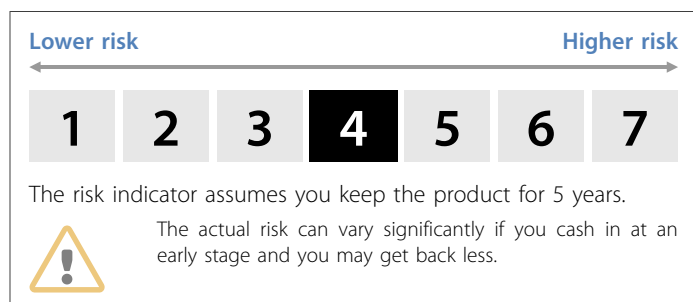 Lower risk Higher risk
1 2 3 4 5 6 7
The risk indicator assumes you keep the product for 5 years.
The actual risk can vary significantly if you cash in at an
early stage and you may get back less.
!